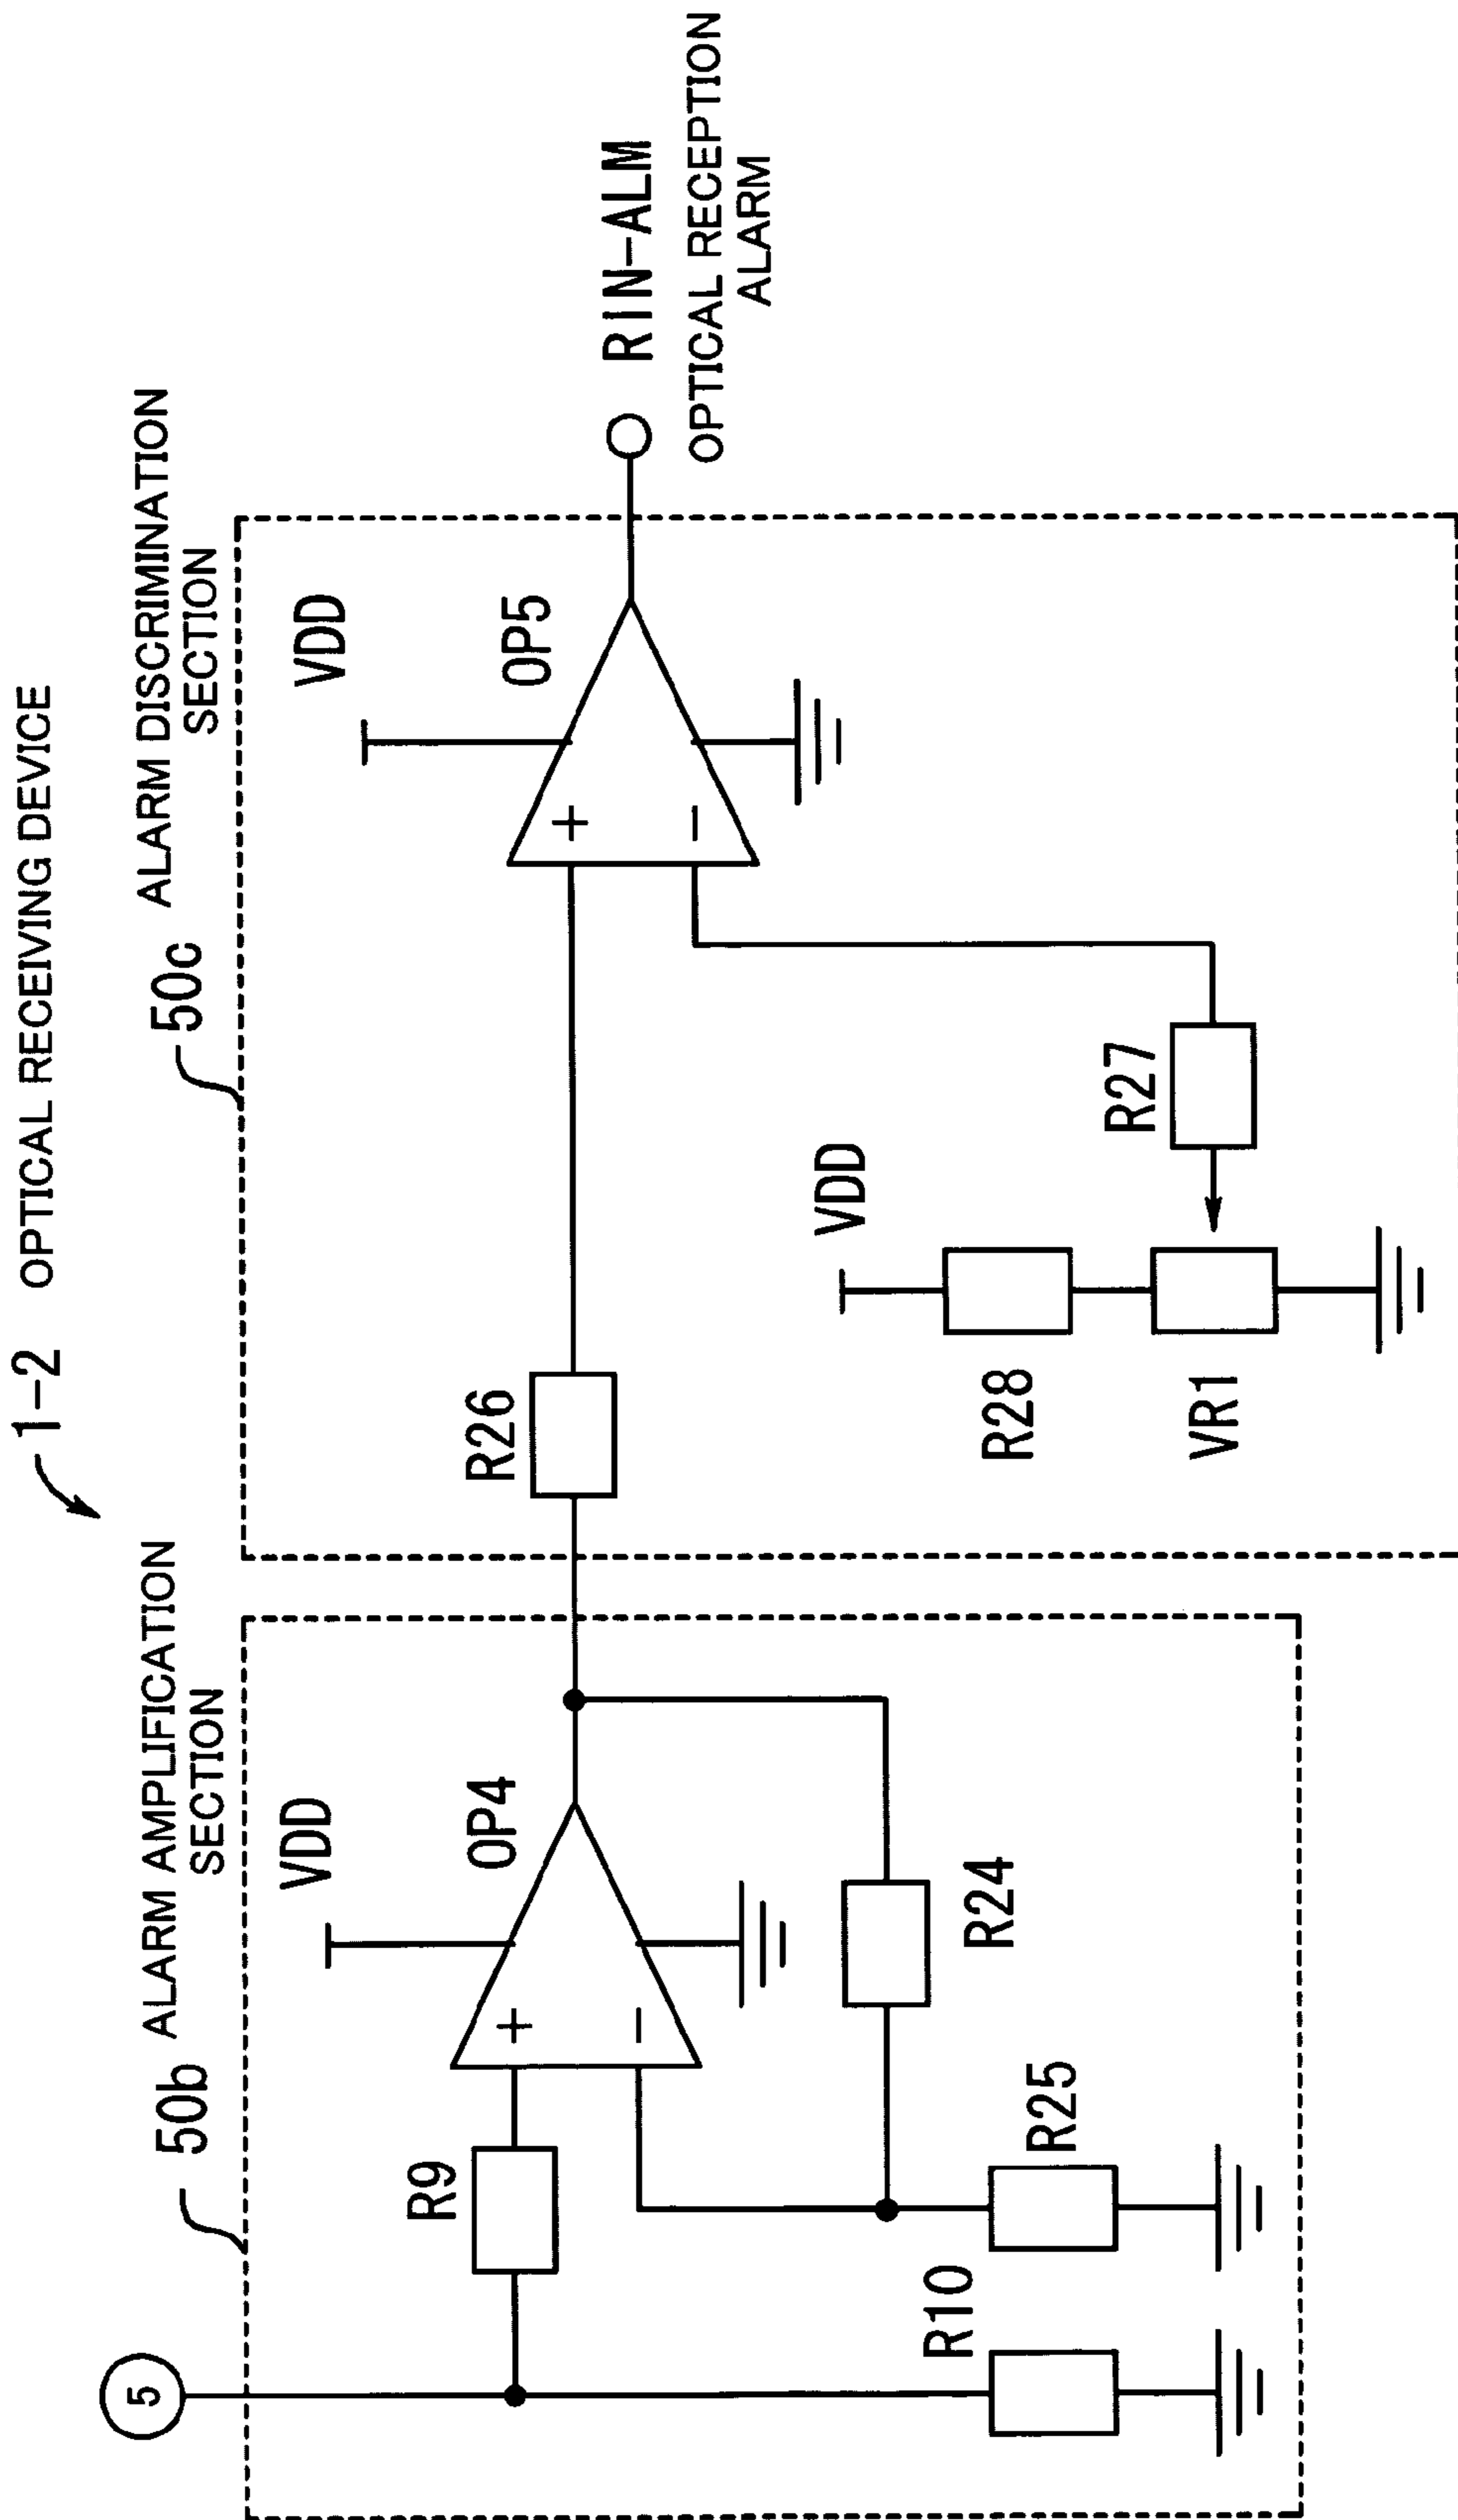 1-2 OPTICAL RECEIVING DEVICE
50b ALARM AMPLIFICATION
SECTION
50c ALARM DISCRIMINATION
SECTION
5
VDD
OP4
+
−
R9
R10
R25
R24
R26
VDD
OP5
+
−
VDD
R28
VR1
R27
RIN-ALM
OPTICAL RECEPTION
ALARM